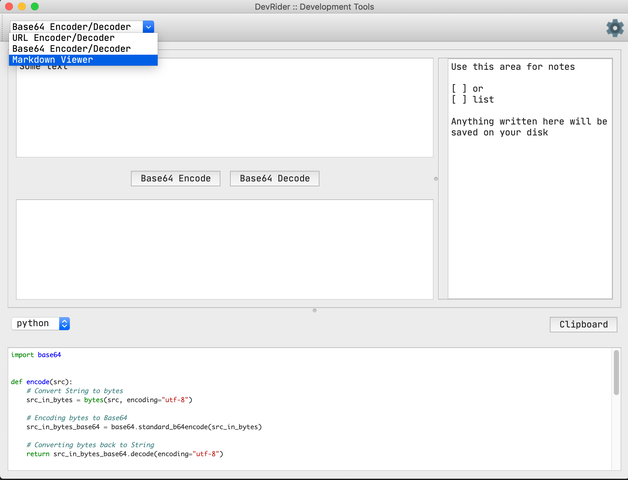 DevRider :: Development Tools
Base64 Encoder/Decoder
URL Encoder/Decoder
Base64 Encoder/Decoder
Markdown Viewer
Some text
Use this area for notes
[ ] or
[ ] list
Anything written here will be
saved on your disk
Base64 Encode
Base64 Decode
python
Clipboard
import base64
def encode(src):
# Convert String to bytes
src_in_bytes = bytes(src, encoding="utf-8")
# Encoding bytes to Base64
src_in_bytes_base64 = base64.standard_b64encode(src_in_bytes)
# Converting bytes back to String
return src_in_bytes_base64.decode(encoding="utf-8")